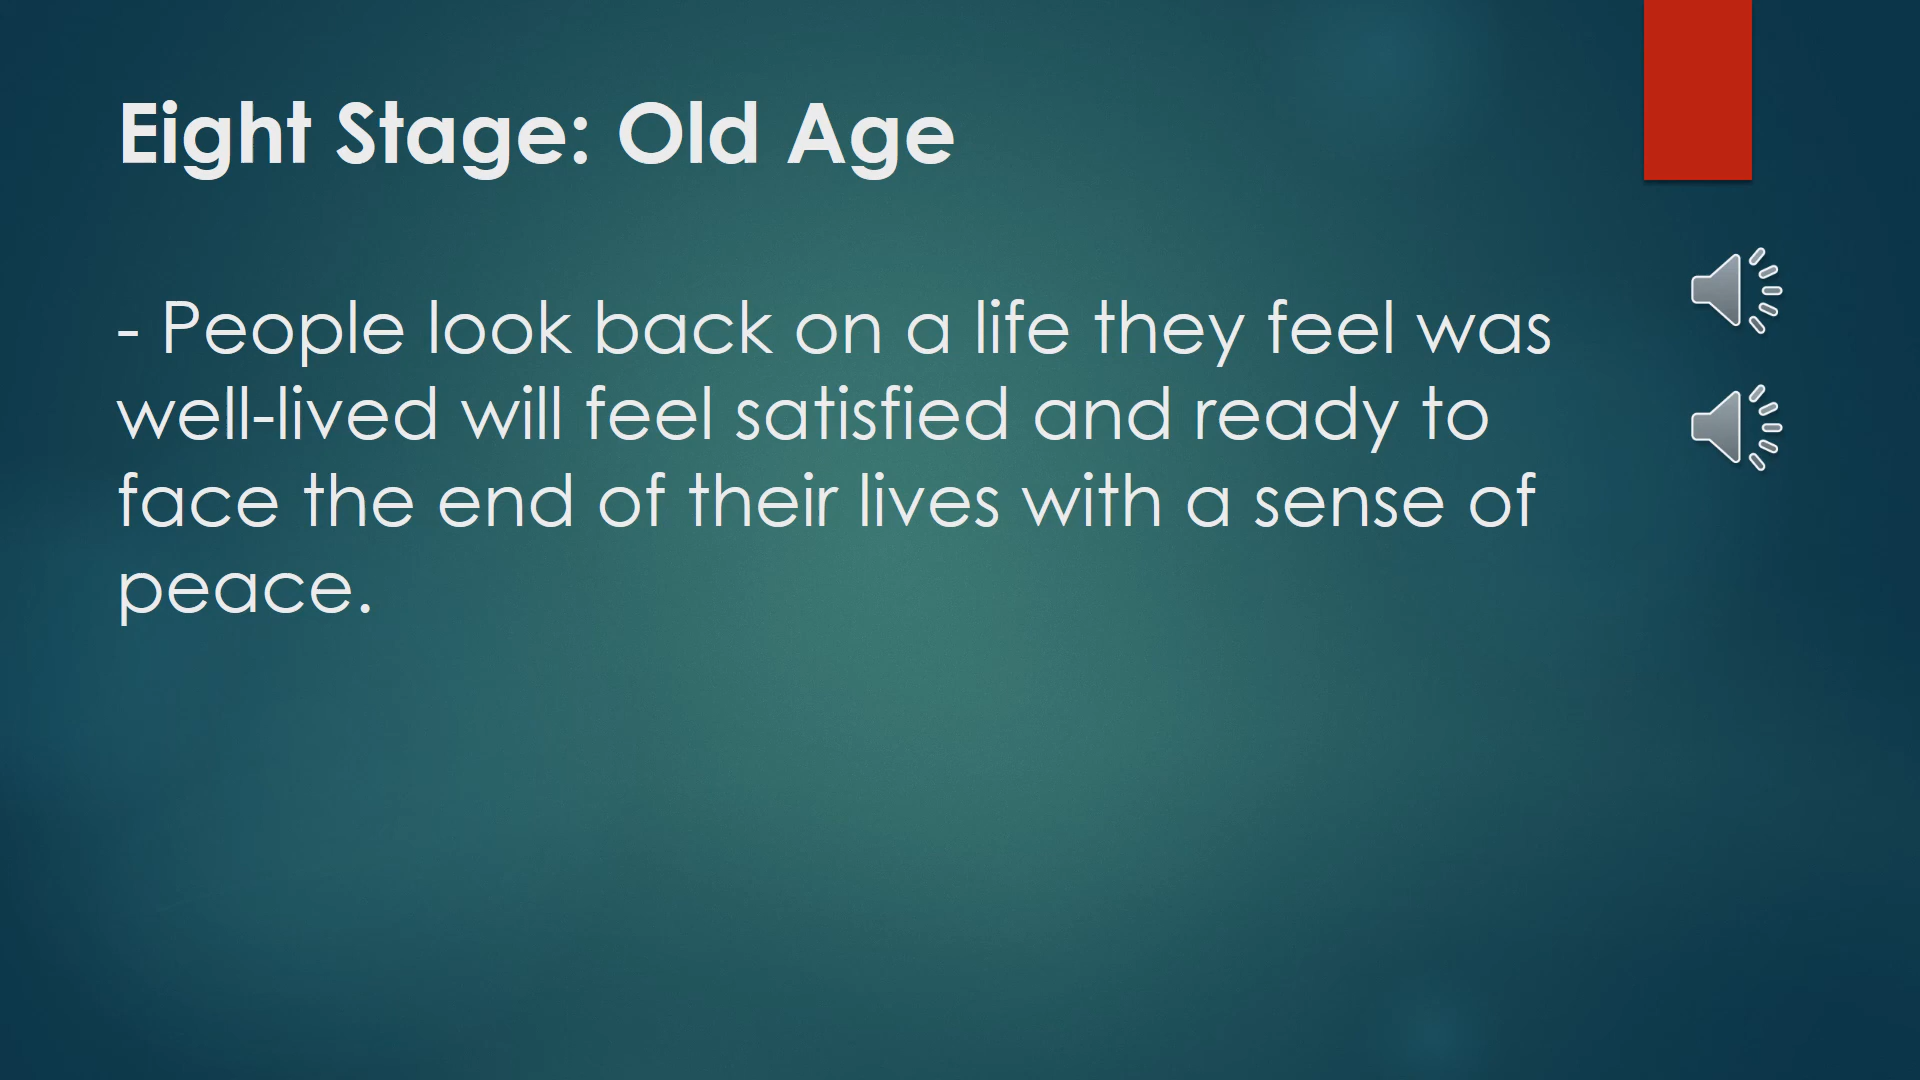 Eight Stage: Old Age
- People look back on a life they feel was
well-lived will feel satisfied and ready to
face the end of their lives with a sense of
peace.